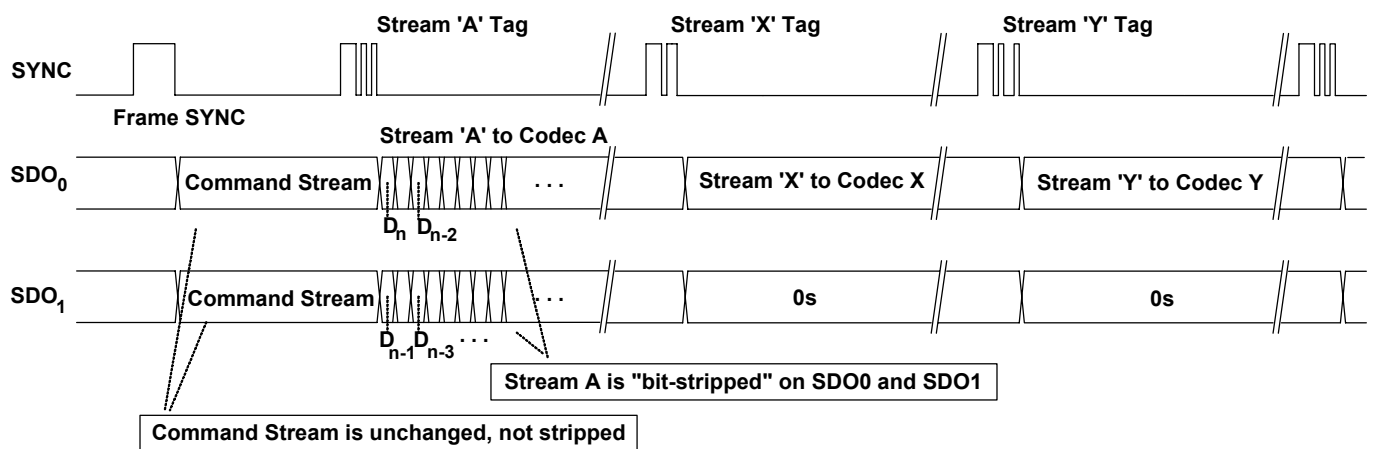 Stream 'A' Tag
Stream 'X' Tag
Stream 'Y' Tag
SYNC
Frame SYNC
Stream 'A' to Codec A
SDO0
Command Stream
. . .
Stream 'X' to Codec X
Stream 'Y' to Codec Y
Dn
Dn-2
SDO1
Command Stream
. . .
0s
0s
Dn-1
Dn-3
. . .
Stream A is "bit-stripped" on SDO0 and SDO1
Command Stream is unchanged, not stripped